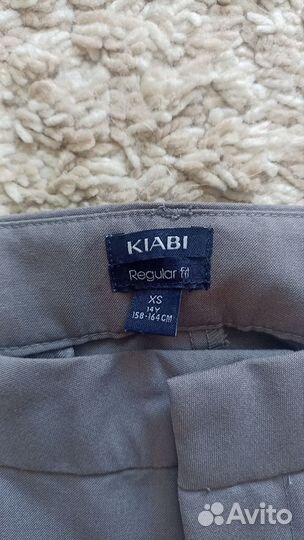 KIABI
Regular fit
XS
14Y
158-164CM
Avito